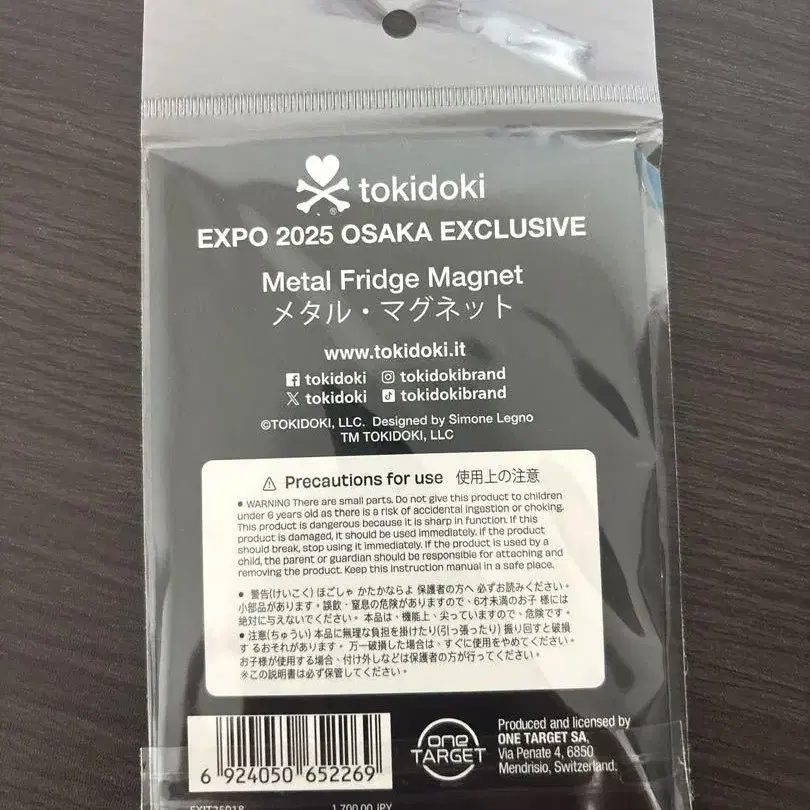 tokidoki
EXPO 2025 OSAKA EXCLUSIVE
Metal Fridge Magnet
メタル・マグネット
www.tokidoki.it
tokidoki tokidokibrand
tokidoki tokidokibrand
©TOKIDOKI, LLC. Designed by Simone Legno
TM TOKIDOKI, LLC
Precautions for use 使用上の注意
• WARNING There are small parts. Do not give this product to children
under 6 years old as there is a risk of accidental ingestion or choking.
This product is dangerous because it is sharp in function. If this
product is damaged, it should be used immediately. if the product
should break, stop using it immediately. If the product is used by a
child, the parent or guardian should be responsible for attaching and
removing the product. Keep this instruction manual in a safe place.
• 警告(けいこく) ほごしゃ かたかならよ 保護者の方へ 必ずお読みください。
小部品があります。誤飲・窒息の危険がありますので、6才未満のお子 様には
絶対に与えないでください。 本品は、機能上、尖っていますので、危険です。
• 注意(ちゅうい) 本品に無理な負担を掛けたり(引っ張ったり) 振り回すと破損
す るおそれがあります。 万一破損した場合は、すぐに使用をやめてください。
お子様が使用する場合、付け外しなどは保護者の方が行ってください。
※この説明書は必ず保管してください。
6 924050 652269
one
TARGET
Produced and licensed by
ONE TARGET SA,
Via Penate 4, 6850
Mendrisio, Switzerland.
EXIT25018 1,700.00 JPY